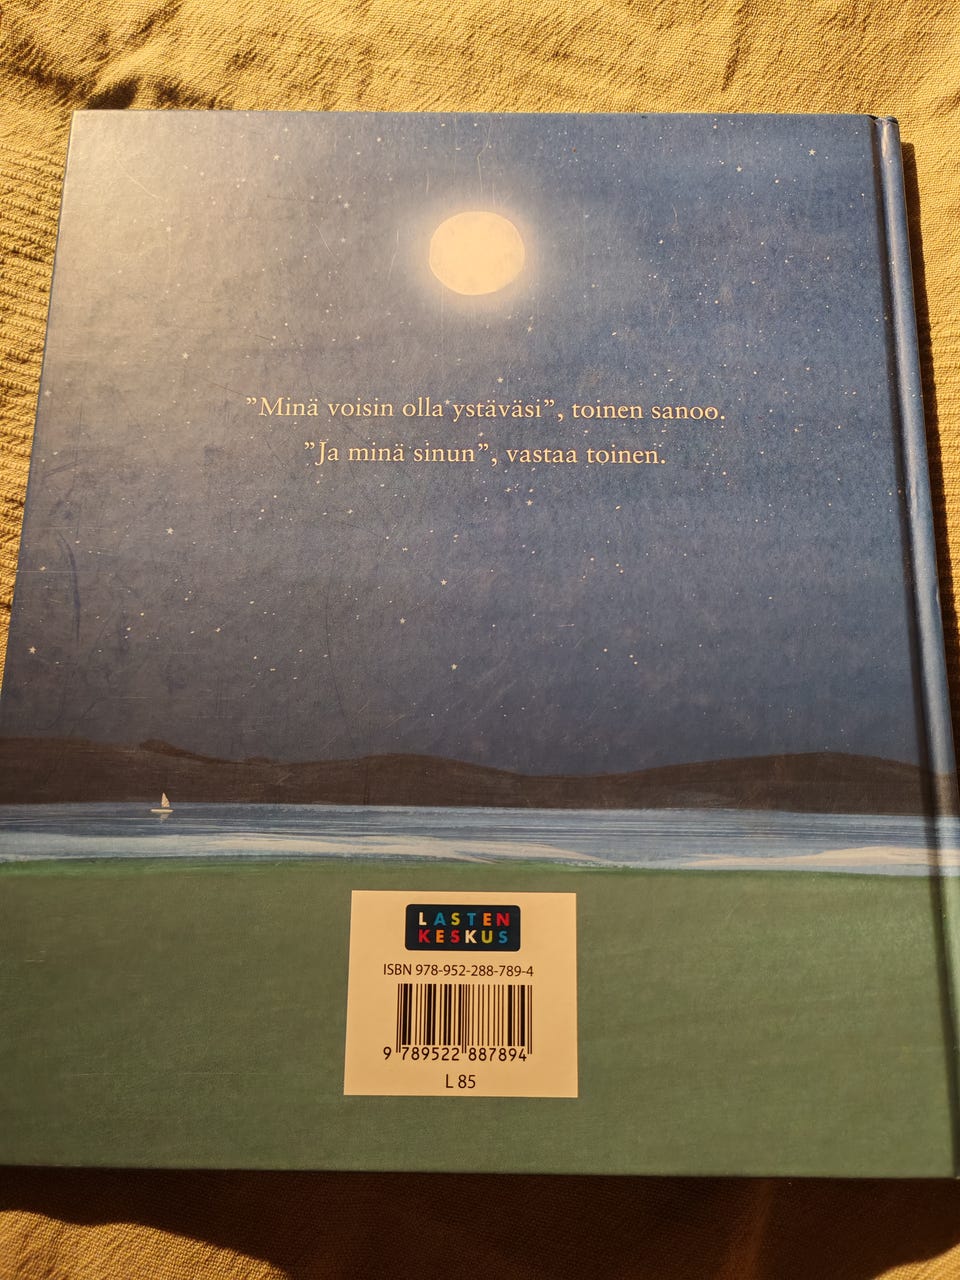 ”Minä voisin olla ystäväsi”, toinen sanoo.
”Ja minä sinun”, vastaa toinen.
LASTEN
KESKUS
ISBN 978-952-288-789-4
9 789522 887894
L 85